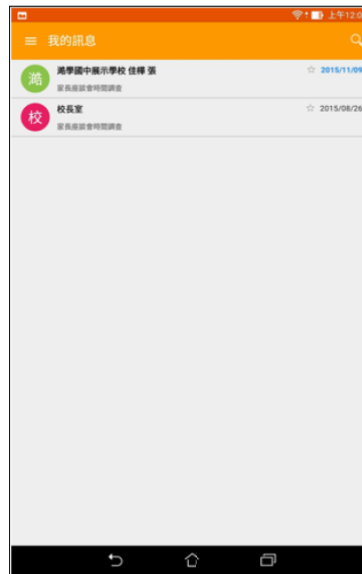 上午12:0
我的訊息
澔
澔學國中展示學校 佳樺 張
2015/11/09
家長座談會時間調查
校
校長室
2015/08/26
家長座談會時間調查